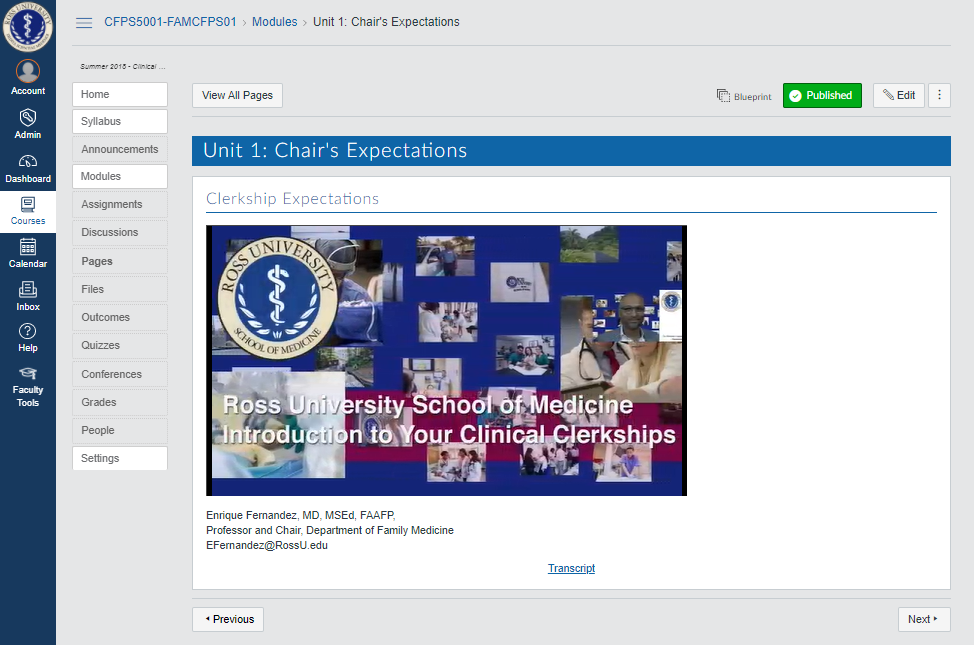 ROSS UNIVERSITY
CFPS5001-FAMCFPS01 › Modules › Unit 1: Chair's Expectations
Summer 2015 - Clinical ...
Account
Admin
Dashboard
Courses
Calendar
Inbox
Help
Faculty
Tools
Home
Syllabus
Announcements
Modules
Assignments
Discussions
Pages
Files
Outcomes
Quizzes
Conferences
Grades
People
Settings
View All Pages
Blueprint
Published
Edit
Unit 1: Chair's Expectations
Clerkship Expectations
ROSS UNIVERSITY
SCHOOL OF MEDICINE
Ross University School of Medicine
Introduction to Your Clinical Clerkships
Enrique Fernandez, MD, MSEd, FAAFP,
Professor and Chair, Department of Family Medicine
EFernandez@RossU.edu
Transcript
Previous
Next